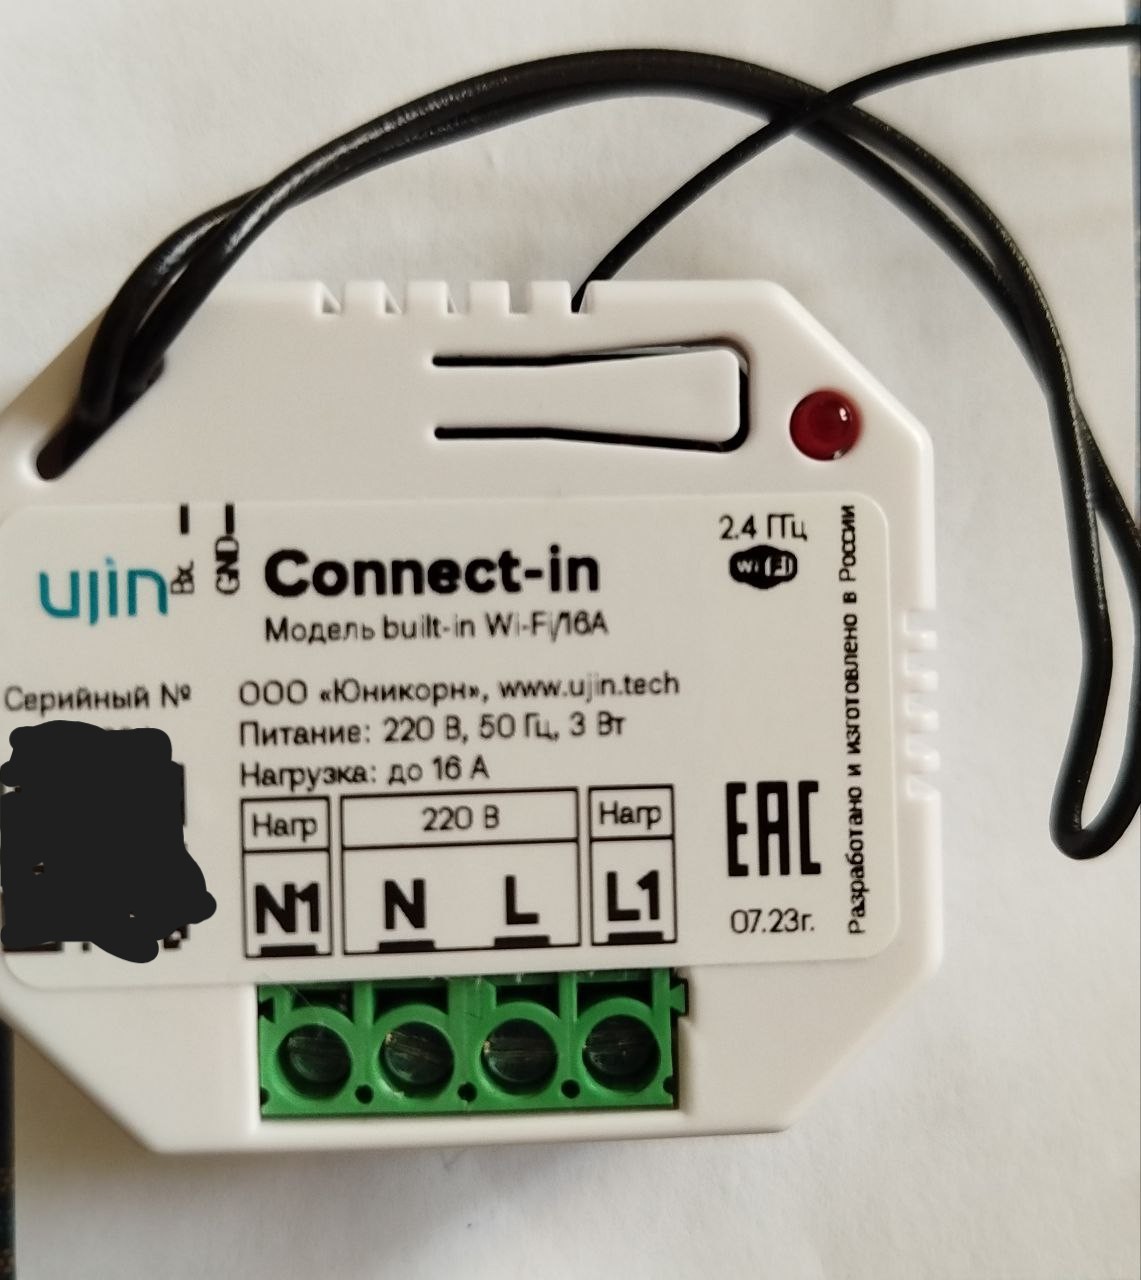 ujin
Вх.
GND
Connect-in
Модель built-in Wi-Fi/16A
2.4 ГГц
Wi Fi
Серийный №
ООО «Юникорн», www.ujin.tech
Питание: 220 В, 50 Гц, 3 Вт
Нагрузка: до 16 А
Нагр
220 В
Нагр
N1
N
L
L1
EAC
07.23г.
Разработано и изготовлено в России